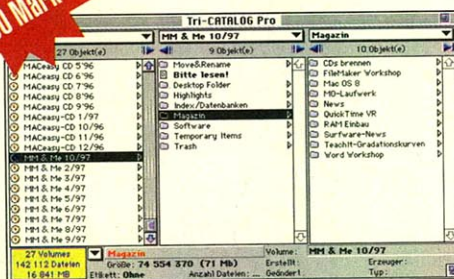 0 Mark
Tri-CATALOG Pro
MM & Me 10/97
Magazin
27 Objekt(e)
9 Objekt(e)
10 Objekt(e)
MACeasy CD 5'96
MACeasy CD 6'96
MACeasy CD 7'96
MACeasy CD 8'96
MACeasy CD 9'96
MACeasy-CD 1/97
MACeasy-CD 10/96
MACeasy-CD 11/96
MACeasy-CD 12/96
MM & Me 10/97
MM & Me 2/97
MM & Me 3/97
MM & Me 4/97
MM & Me 5/97
MM & Me 6/97
MM & Me 7/97
MM & Me 8/97
MM & Me 9/97
Move&Rename
Bitte lesen!
Desktop Folder
Highlights
Index/Datenbanken
Magazin
Software
Temporary Items
Trash
CDs brennen
FileMaker Workshop
Mac OS 8
MO-Laufwerk
News
QuickTime VR
RAM Einbau
Surfware-News
TeachIt-Gradationskurven
Word Workshop
27 Volumes
142 112 Dateien
16 841 MB
Magazin
Größe: 74 554 370 (71 Mb)
Etikett: Ohne
Anzahl Dateien: ...
Volume: MM & Me 10/97
Erstellt:
Erzeuger:
Geändert:
Typ: